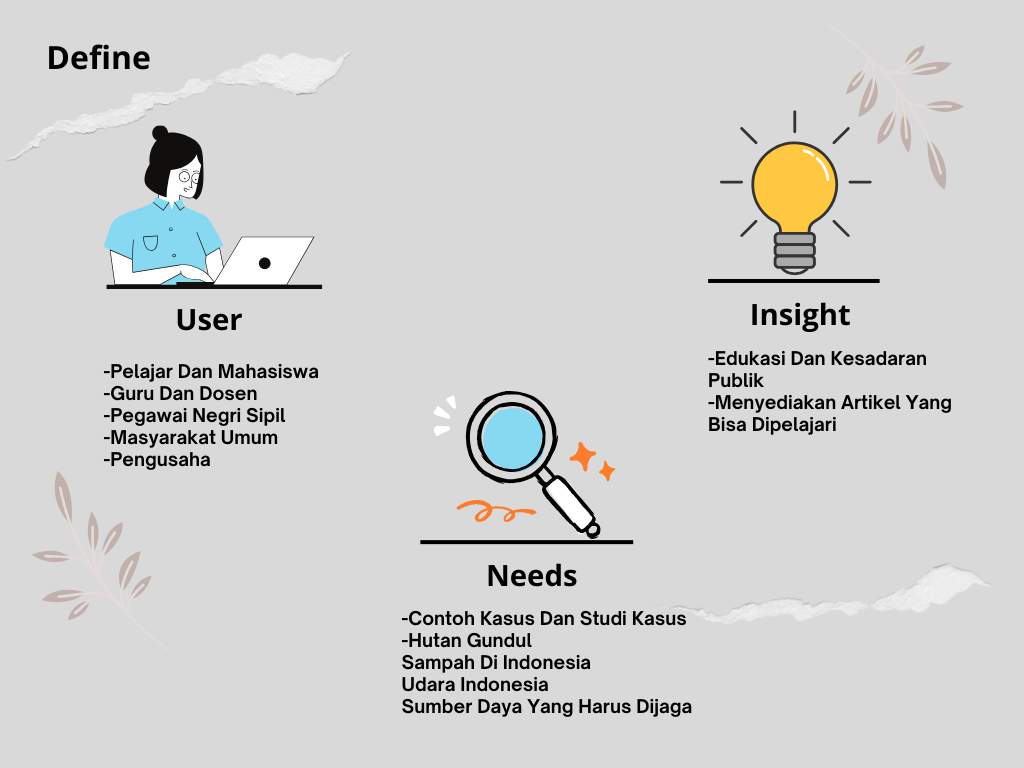 Define
User
-Pelajar Dan Mahasiswa
-Guru Dan Dosen
-Pegawai Negri Sipil
-Masyarakat Umum
-Pengusaha
Insight
-Edukasi Dan Kesadaran
Publik
-Menyediakan Artikel Yang
Bisa Dipelajari
Needs
-Contoh Kasus Dan Studi Kasus
-Hutan Gundul
Sampah Di Indonesia
Udara Indonesia
Sumber Daya Yang Harus Dijaga